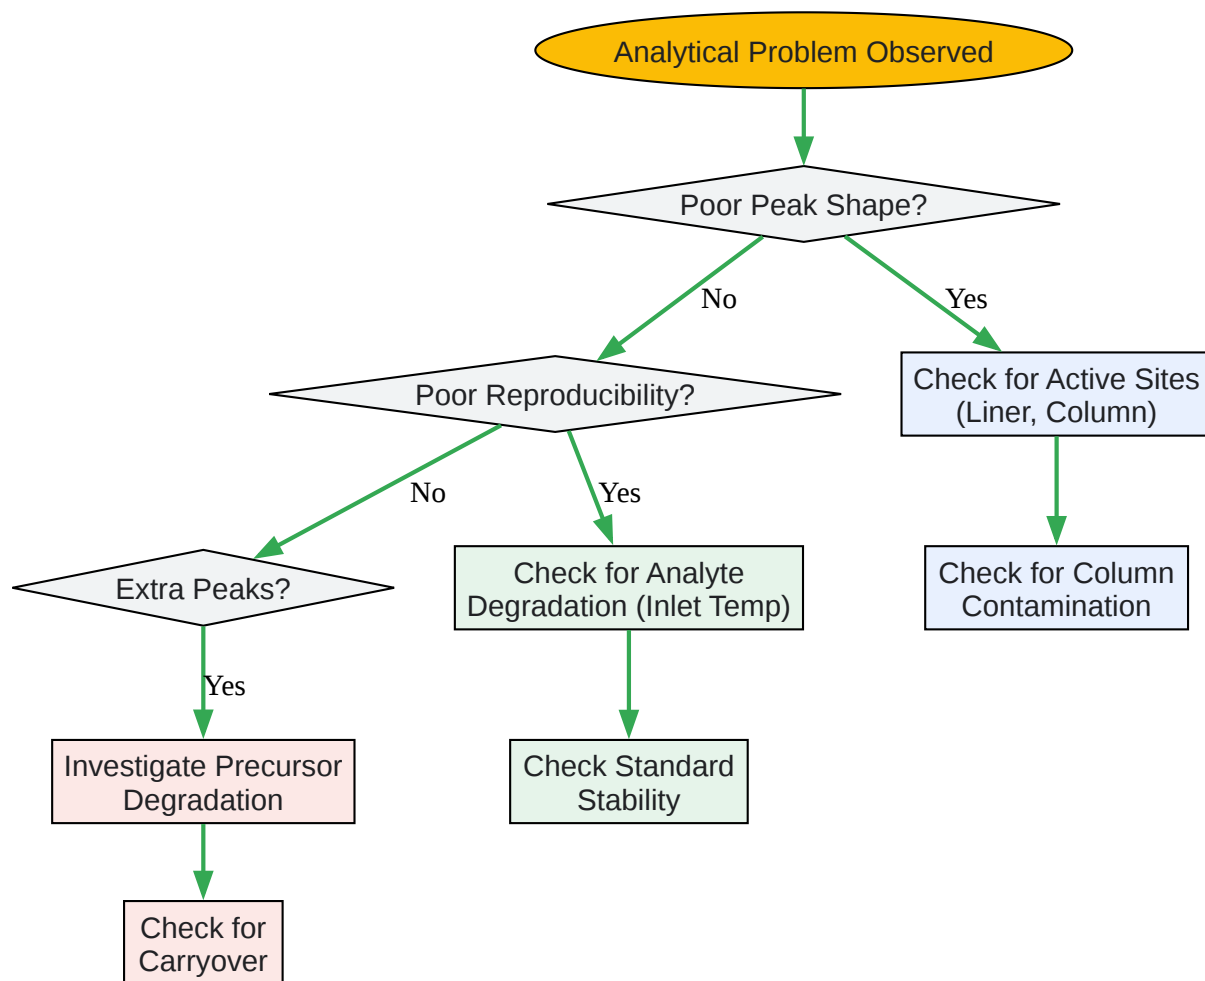 Analytical Problem Observed
Poor Peak Shape?
No
Yes
Poor Reproducibility?
Check for Active Sites
(Liner, Column)
No
Yes
Extra Peaks?
Check for Analyte
Degradation (Inlet Temp)
Check for Column
Contamination
Yes
Investigate Precursor
Degradation
Check Standard
Stability
Check for
Carryover